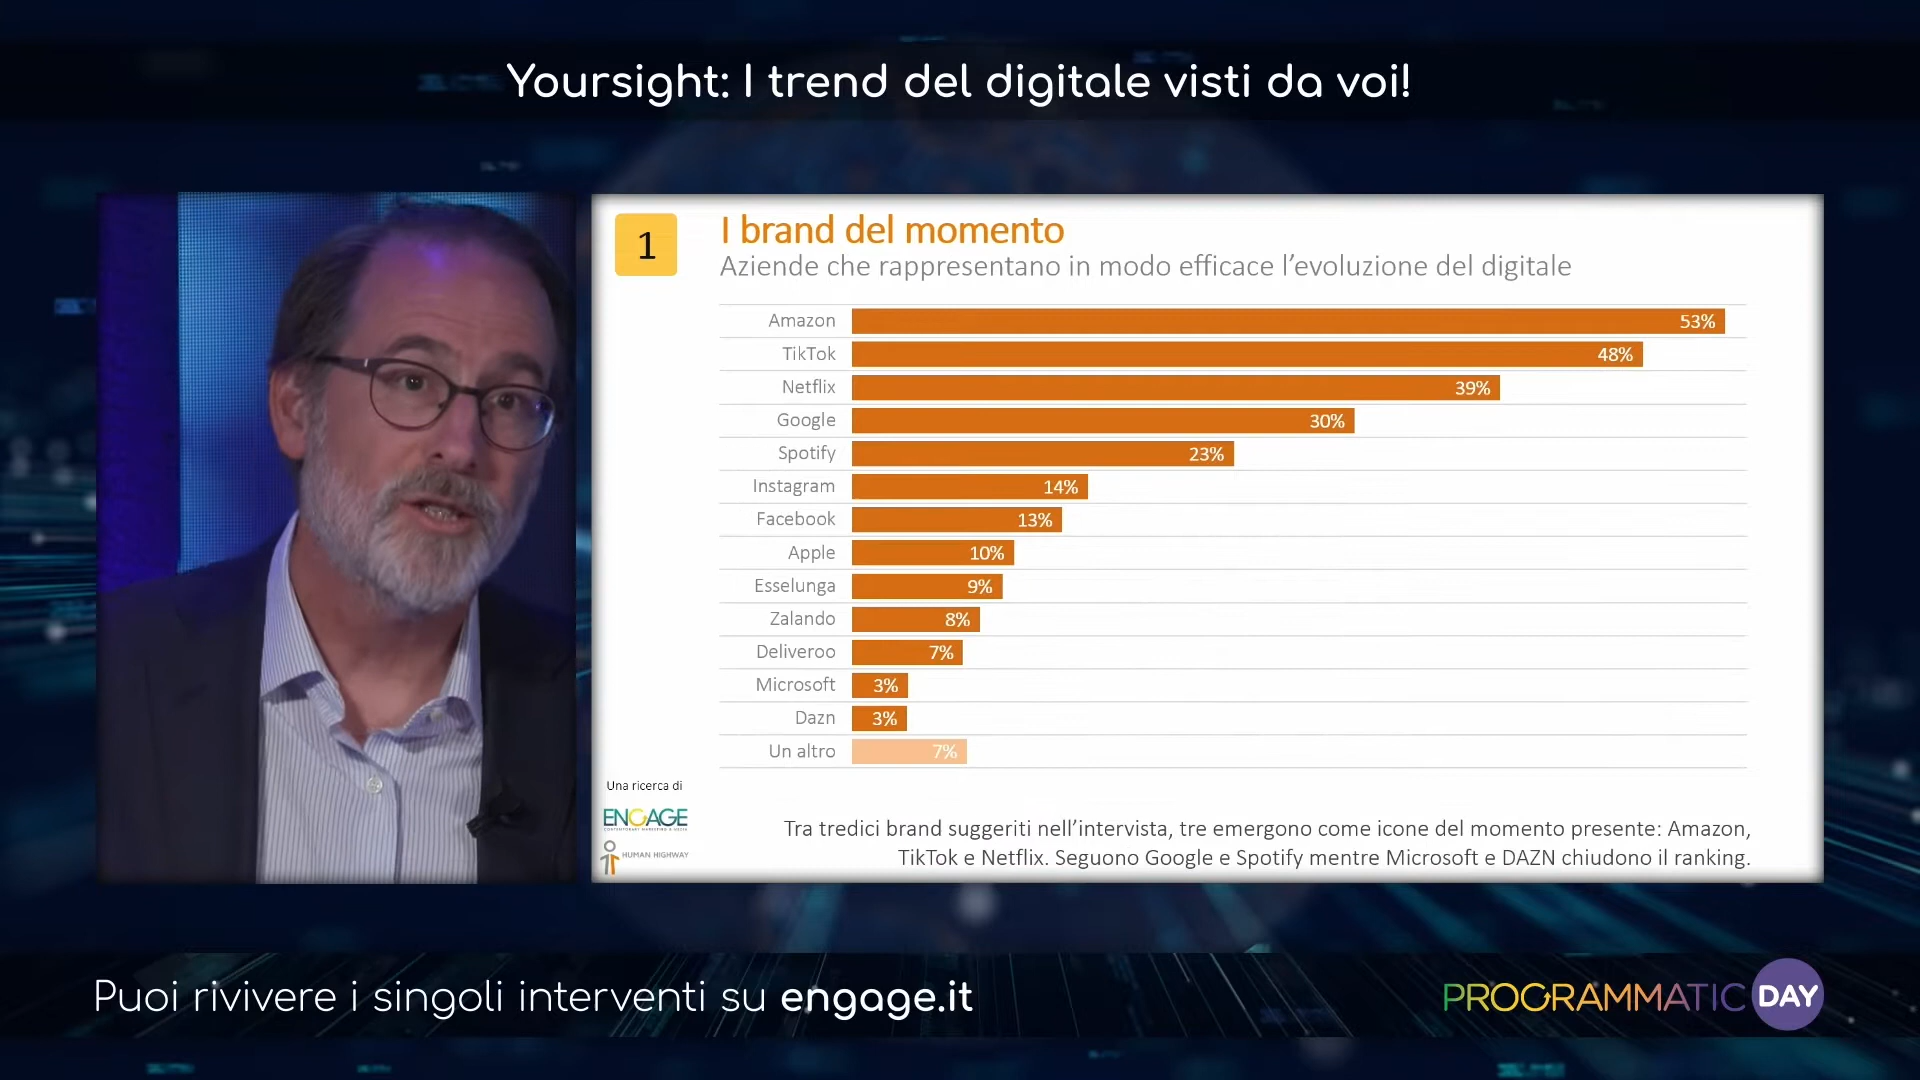 Yoursight: I trend del digitale visti da voi!
1
I brand del momento
Aziende che rappresentano in modo efficace l'evoluzione del digitale
Amazon 53%
TikTok 48%
Netflix 39%
Google 30%
Spotify 23%
Instagram 14%
Facebook 13%
Apple 10%
Esselunga 9%
Zalando 8%
Deliveroo 7%
Microsoft 3%
Dazn 3%
Un altro 7%
Una ricerca di
ENGAGE
HUMAN HIGHWAY
Tra tredici brand suggeriti nell'intervista, tre emergono come icone del momento presente: Amazon,
TikTok e Netflix. Seguono Google e Spotify mentre Microsoft e DAZN chiudono il ranking.
Puoi rivivere i singoli interventi su engage.it
PROGRAMMATIC DAY